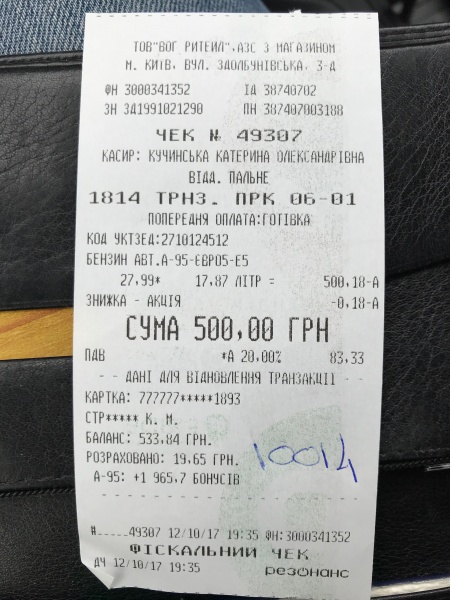 ТОВ"ВОГ РИТЕЙЛ",АЗС З МАГАЗИНОМ
М. КИЇВ, ВУЛ. ЗДОЛБУНІВСЬКА, 3-Д
ФН 3000341352 ІД 38740702
ЗН ЗД1991021290 ПН 387407003188
ЧЕК № 49307
КАСИР: КУЧИНСЬКА КАТЕРИНА ОЛЕКСАНДРІВНА
ВІДД. ПАЛЬНЕ
1814 ТРНЗ. ПРК 06-01
ПОПЕРЕДНЯ ОПЛАТА:ГОТІВКА
КОД УКТЗЕД:2710124512
БЕНЗИН АВТ.А-95-ЄВРО5-Е5
27,99* 17,87 ЛІТР = 500,18-А
ЗНИЖКА - АКЦІЯ -0,18-А
СУМА 500,00 ГРН
ПДВ *А 20,00% 83,33
-- ДАНІ ДЛЯ ВІДНОВЛЕННЯ ТРАНЗАКЦІЇ --
КАРТКА: 777777*****1893
СТР***** К. М.
БАЛАНС: 533,84 ГРН.
РОЗРАХОВАНО: 19,65 ГРН.
10014
А-95: +1 965,7 БОНУСІВ
#_____49307 12/10/17 19:35 ФН:3000341352
ФІСКАЛЬНИЙ ЧЕК
ДЧ 12/10/17 19:35 резонанс